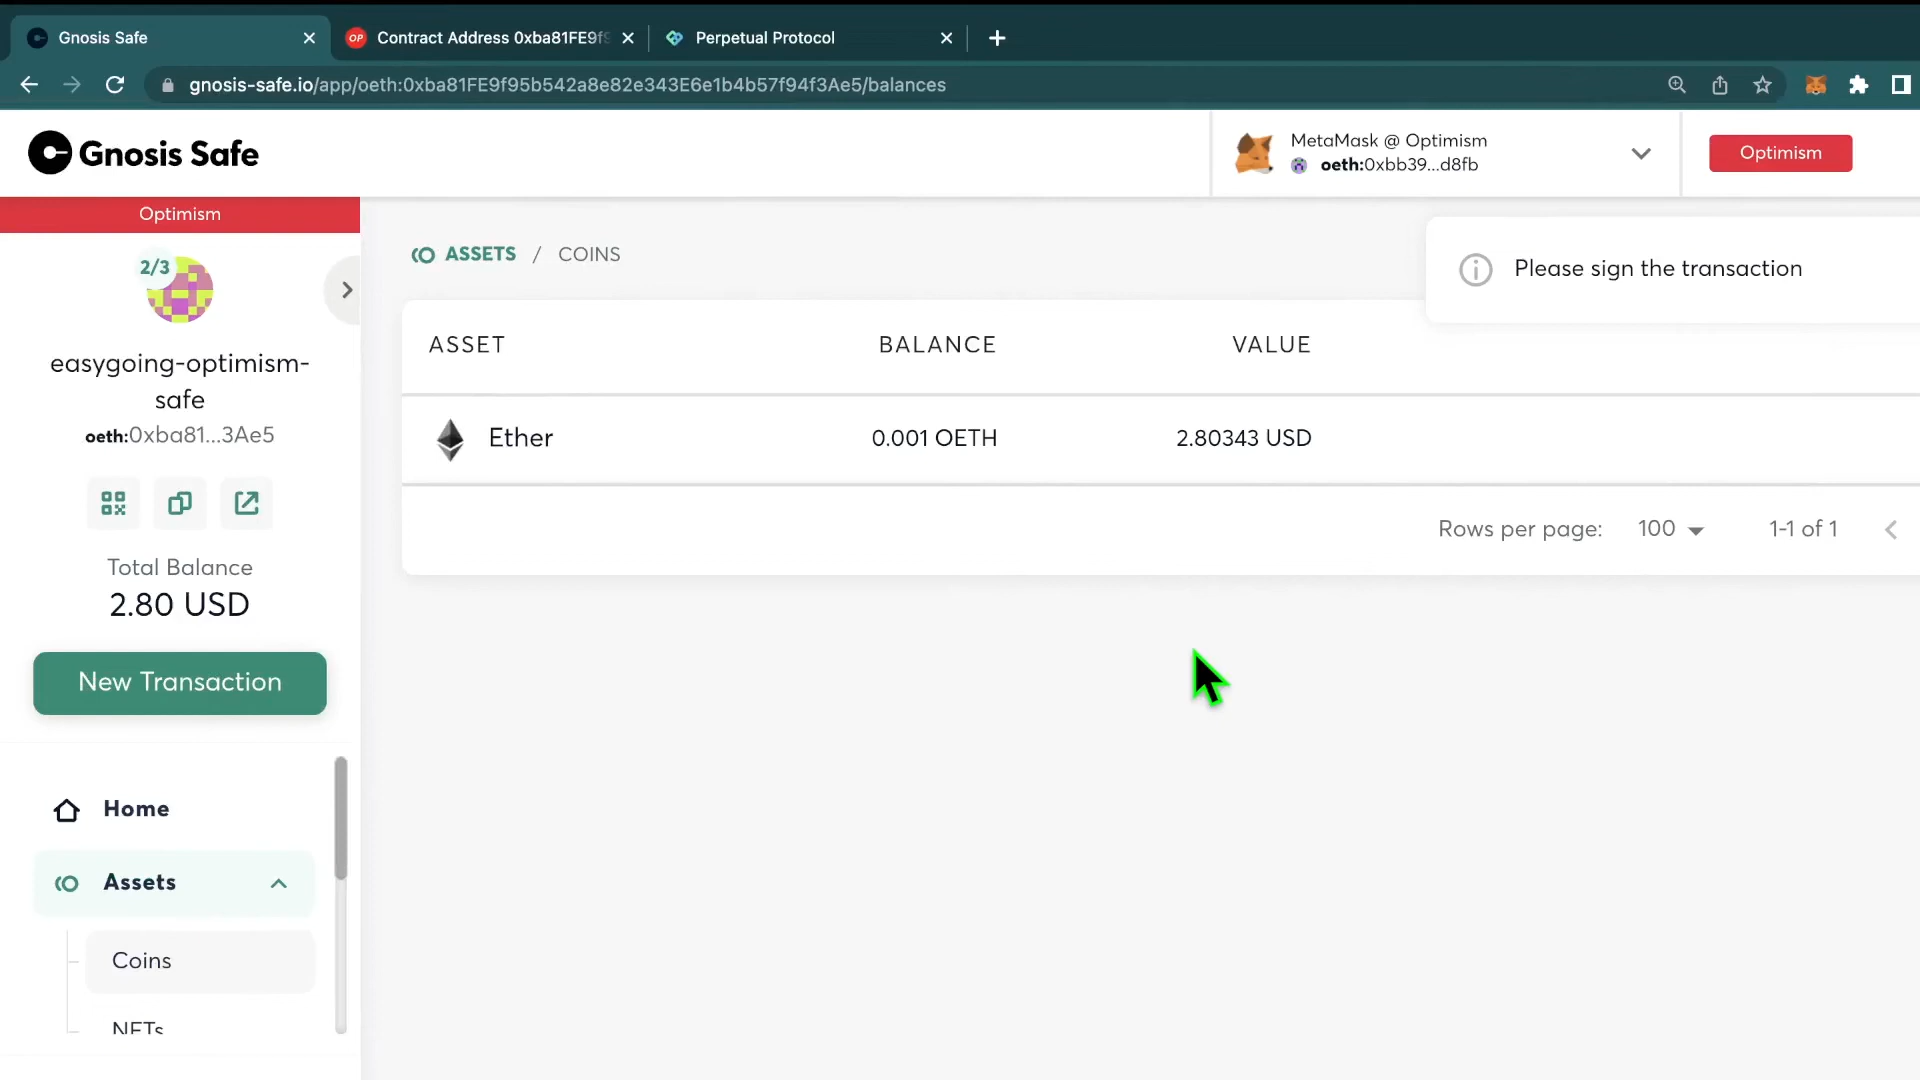 Gnosis Safe
OP Contract Address 0xba81FE9f9
Perpetual Protocol
gnosis-safe.io/app/oeth:0xba81FE9f95b542a8e82e343E6e1b4b57f94f3Ae5/balances
Gnosis Safe
MetaMask @ Optimism
oeth:0xbb39...d8fb
Optimism
Optimism
2/3
easygoing-optimism-
safe
oeth:0xba81...3Ae5
Total Balance
2.80 USD
New Transaction
Home
Assets
Coins
NFTs
ASSETS / COINS
Please sign the transaction
ASSET BALANCE VALUE
Ether 0.001 OETH 2.80343 USD
Rows per page: 100 1-1 of 1